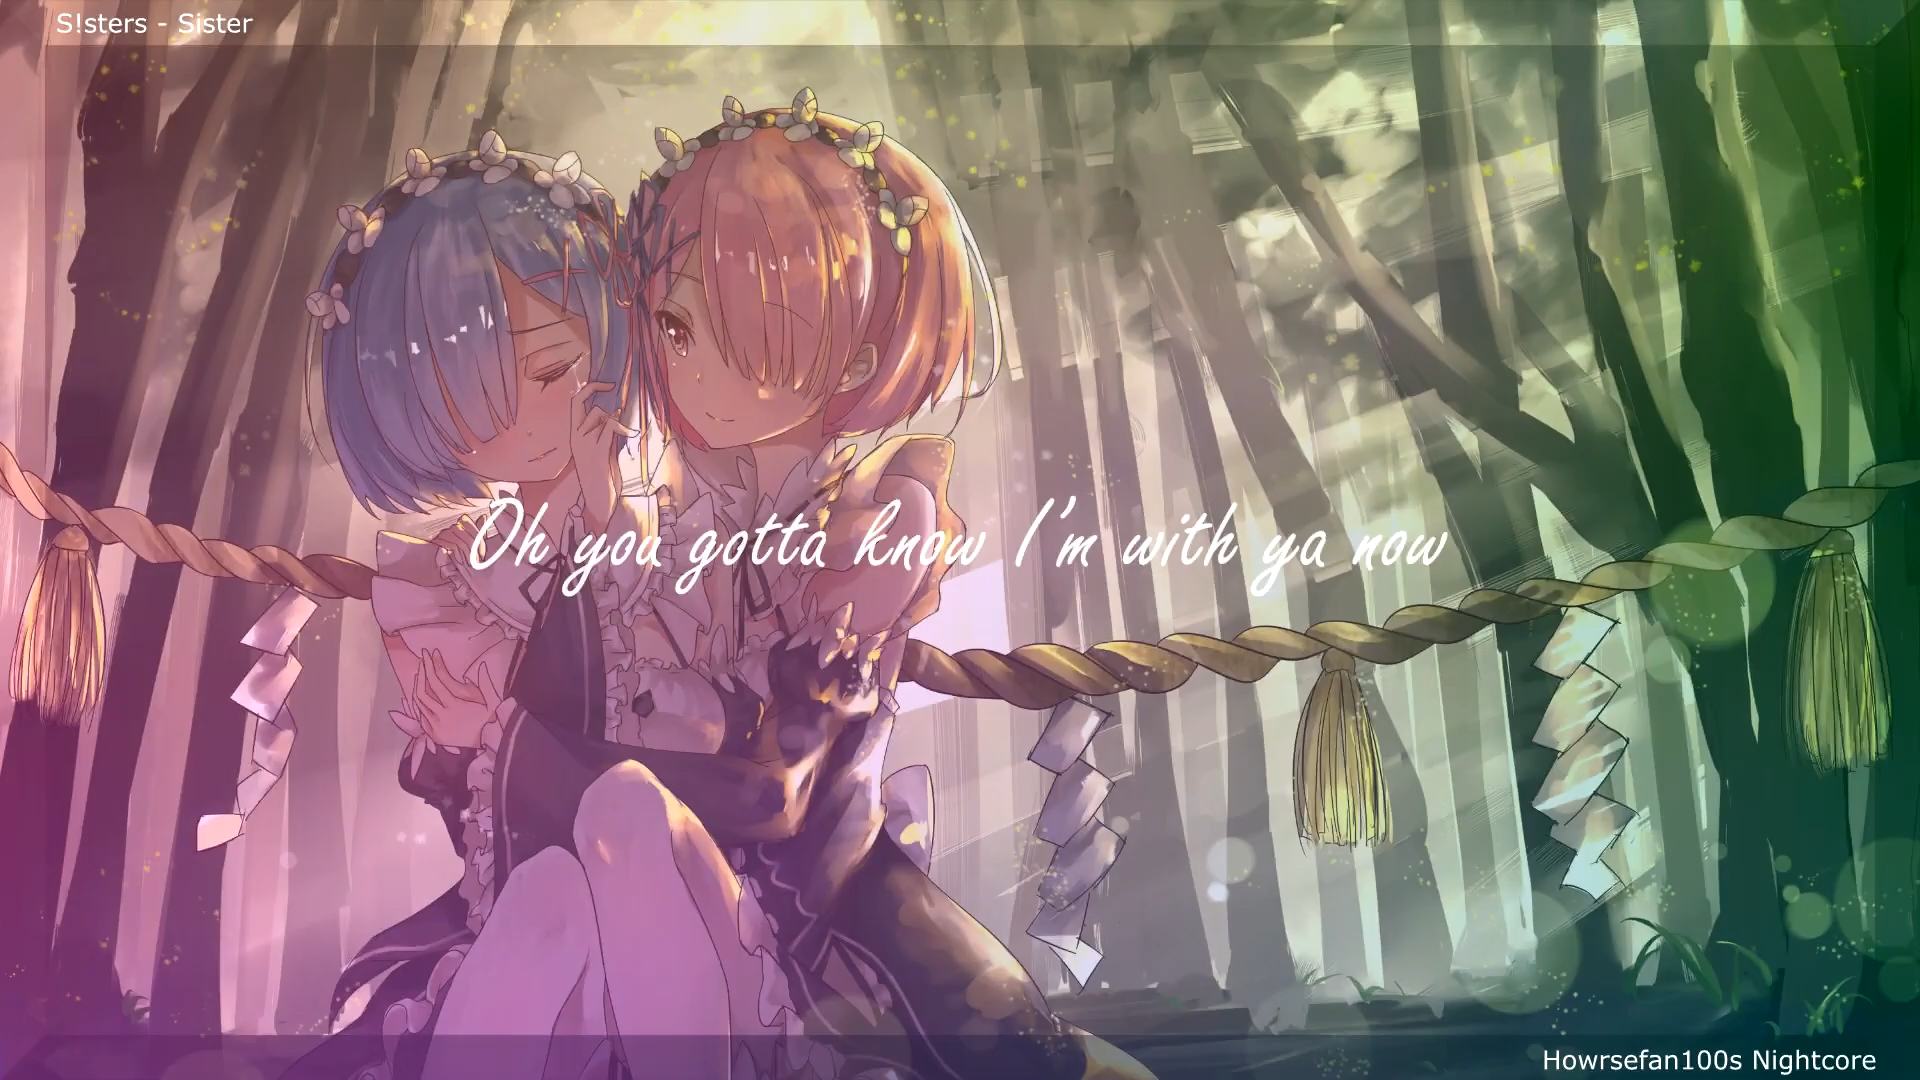 S!sters - Sister
Oh you gotta know I'm with ya now
Howrsefan100s Nightcore